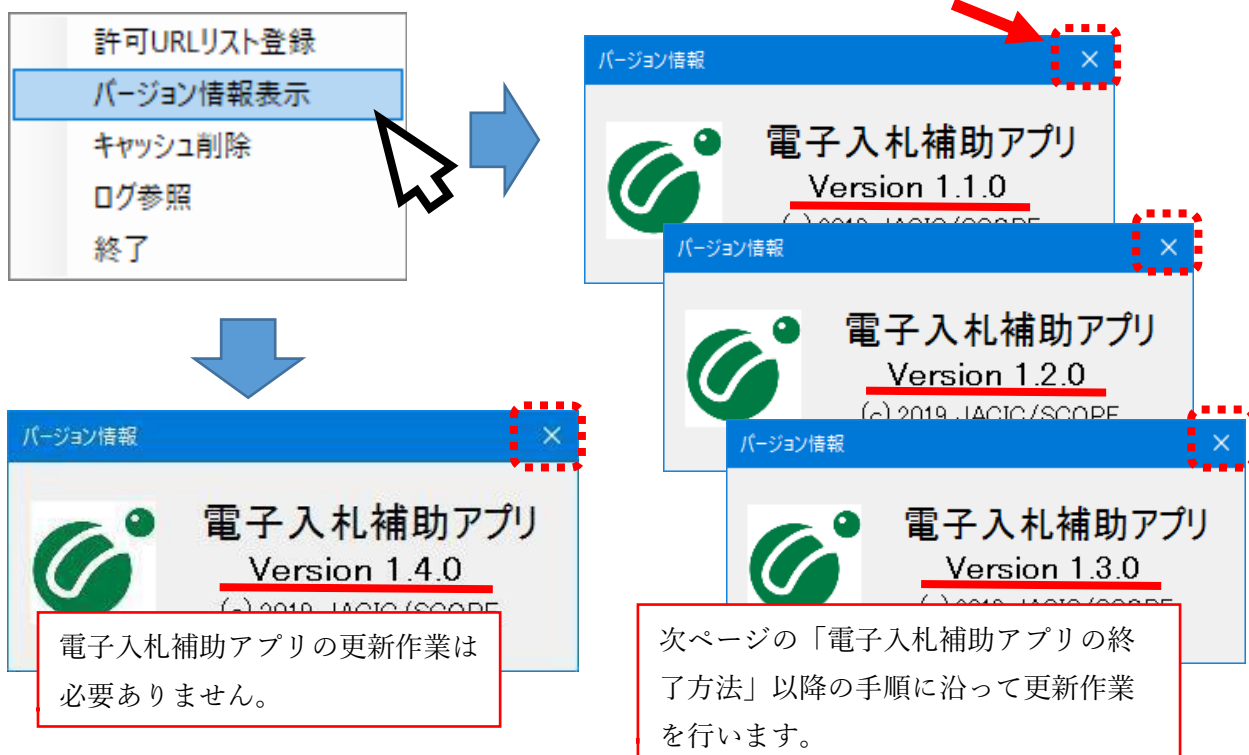 許可URLリスト登録
バージョン情報表示
キャッシュ削除
ログ参照
終了
バージョン情報
電子入札補助アプリ
Version 1.1.0
バージョン情報
電子入札補助アプリ
Version 1.2.0
(c) 2019 JACIC/SCOPE
バージョン情報
電子入札補助アプリ
Version 1.3.0
次ページの「電子入札補助アプリの終
了方法」以降の手順に沿って更新作業
を行います。
バージョン情報
電子入札補助アプリ
Version 1.4.0
電子入札補助アプリの更新作業は
必要ありません。